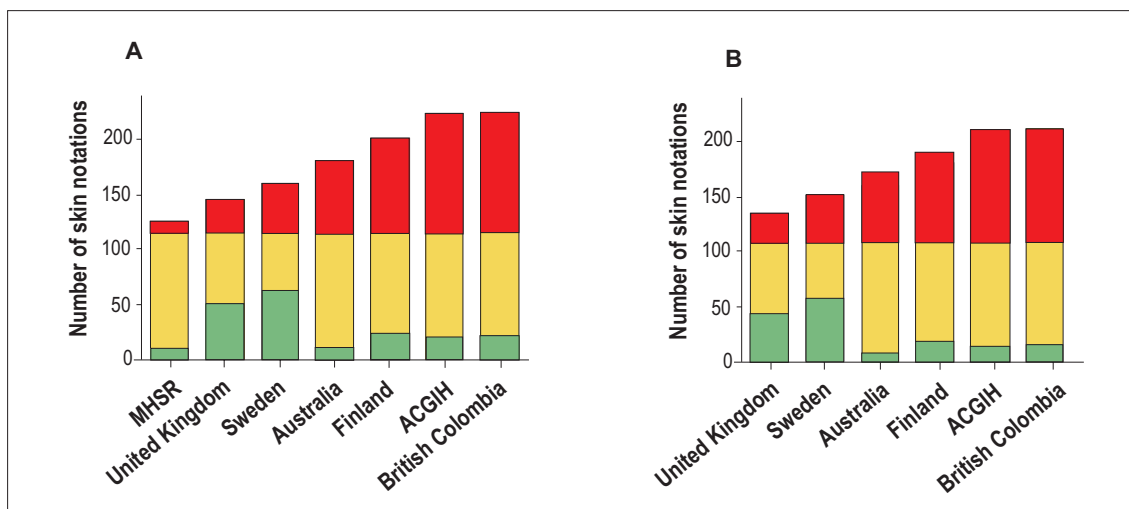 A
Number of skin notations
200
150
100
50
0
MHSR
United Kingdom
Sweden
Australia
Finland
ACGIH
British Colombia
B
Number of skin notations
200
150
100
50
0
United Kingdom
Sweden
Australia
Finland
ACGIH
British Colombia